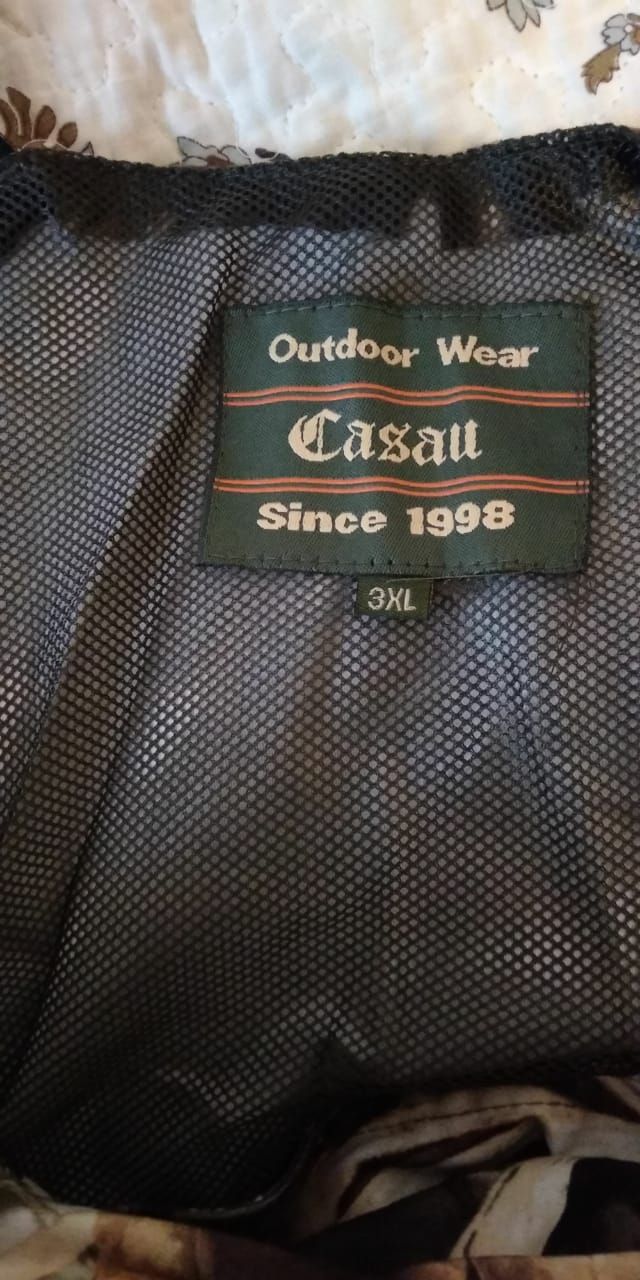 Outdoor Wear
Casau
Since 1998
3XL